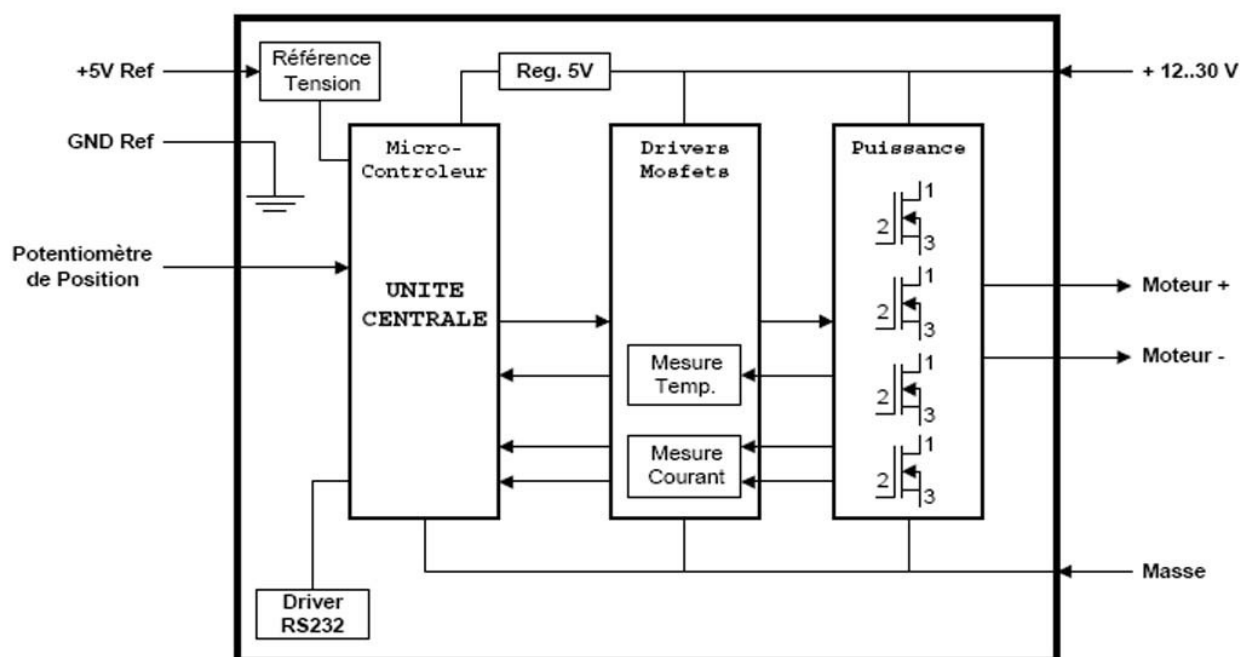 +5V Ref
Référence
Tension
Reg. 5V
+ 12..30 V
GND Ref
Micro-
Controleur
Drivers
Mosfets
Puissance
1
2
3
Potentiomètre
de Position
UNITE
CENTRALE
1
2
3
Moteur +
Mesure
Temp.
1
2
3
Moteur -
Mesure
Courant
1
2
3
Masse
Driver
RS232